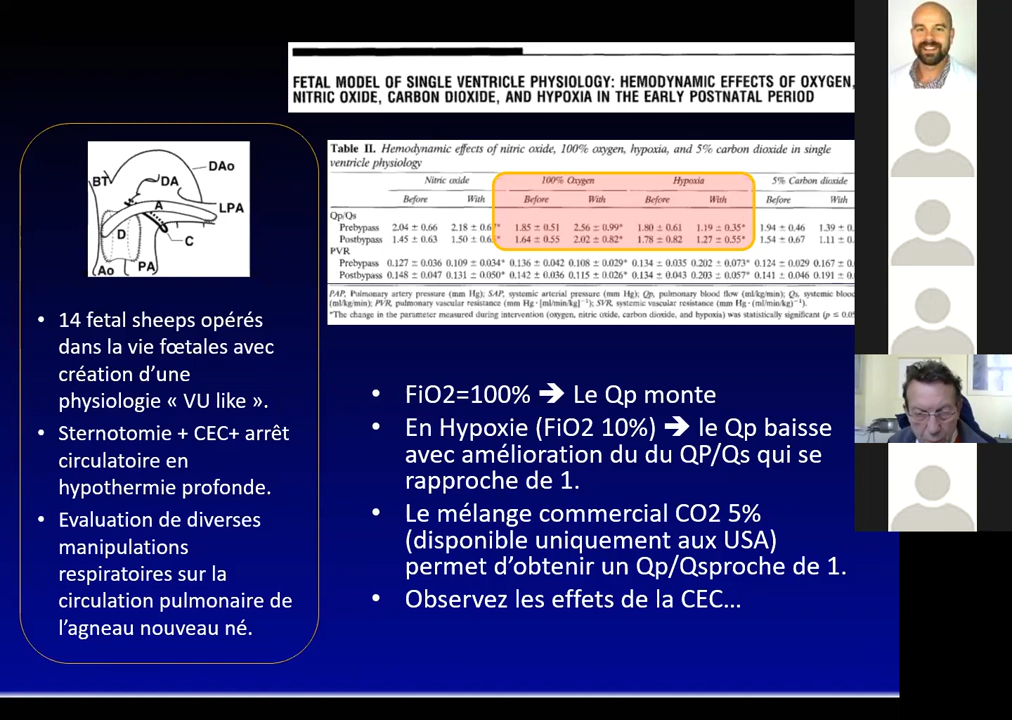 FETAL MODEL OF SINGLE VENTRICLE PHYSIOLOGY: HEMODYNAMIC EFFECTS OF OXYGEN,
NITRIC OXIDE, CARBON DIOXIDE, AND HYPOXIA IN THE EARLY POSTNATAL PERIOD
DAo
BT
DA
A
LPA
D
C
Ao
PA
• 14 fetal sheeps opérés
dans la vie fœtales avec
création d’une
physiologie « VU like ».
• Sternotomie + CEC+ arrêt
circulatoire en
hypothermie profonde.
• Evaluation de diverses
manipulations
respiratoires sur la
circulation pulmonaire de
l’agneau nouveau né.
Table II. Hemodynamic effects of nitric oxide, 100% oxygen, hypoxia, and 5% carbon dioxide in single
ventricle physiology
Nitric oxide 100% Oxygen Hypoxia 5% Carbon dioxide
Before With Before With Before With Before With
Qp/Qs
Prebypass 2.04 ± 0.66 2.18 ± 0.6 1.85 ± 0.51 2.56 ± 0.99* 1.80 ± 0.61 1.19 ± 0.35* 1.94 ± 0.46 1.39 ± 0.
Postbypass 1.45 ± 0.63 1.50 ± 0.6 1.64 ± 0.55 2.02 ± 0.82* 1.78 ± 0.82 1.27 ± 0.55* 1.54 ± 0.67 1.11 ± 0.
PVR
Prebypass 0.127 ± 0.036 0.109 ± 0.034* 0.136 ± 0.042 0.108 ± 0.029* 0.134 ± 0.035 0.202 ± 0.073* 0.124 ± 0.029 0.167 ± 0.
Postbypass 0.148 ± 0.047 0.131 ± 0.050* 0.142 ± 0.036 0.115 ± 0.026* 0.134 ± 0.043 0.203 ± 0.057* 0.141 ± 0.046 0.191 ± 0.
PAP, Pulmonary artery pressure (mm Hg); SAP, systemic arterial pressure (mm Hg); Qp, pulmonary blood flow (ml/kg/min); Qs, systemic blood
(ml/kg/min); PVR, pulmonary vascular resistance (mm Hg · [ml/min/kg]⁻¹); SVR, systemic vascular resistance (mm Hg/ml/min/kg)⁻¹).
*The change in the parameter measured during intervention (oxygen, nitric oxide, carbon dioxide, and hypoxia) was statistically significant (p ≤ 0.0
• FiO2=100% ➔ Le Qp monte
• En Hypoxie (FiO2 10%) ➔ le Qp baisse
avec amélioration du du QP/Qs qui se
rapproche de 1.
• Le mélange commercial CO2 5%
(disponible uniquement aux USA)
permet d’obtenir un Qp/Qsproche de 1.
• Observez les effets de la CEC…